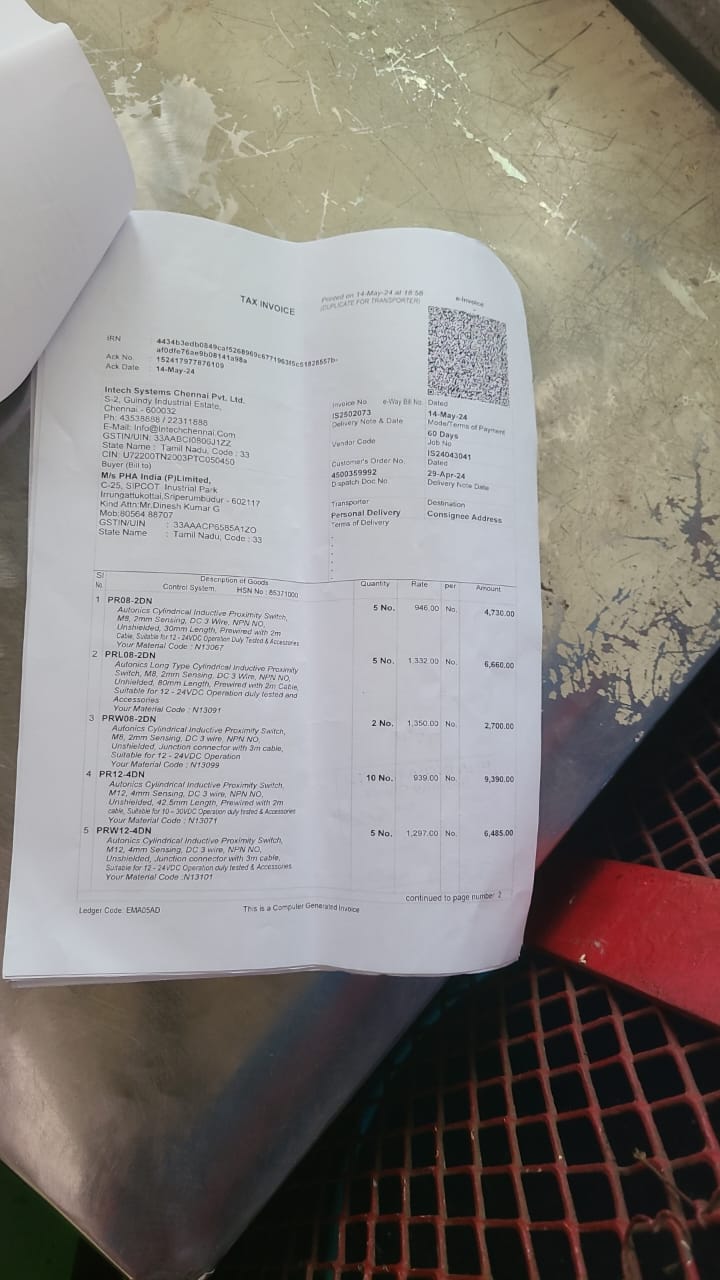 TAX INVOICE
Printed on 14-May-24 at 18:58
(DUPLICATE FOR TRANSPORTER)
e-Invoice
IRN : 4434b3edb0849caf5268969c6771963f5c51828557b-
af0dfe76ae9b08141a98a
Ack No. : 152417977876109
Ack Date : 14-May-24
Intech Systems Chennai Pvt. Ltd.
S-2, Guindy Industrial Estate,
Chennai - 600032
Ph: 43538888 / 22311888
E-Mail: Info@Intechchennai.Com
GSTIN/UIN: 33AABCI0806J1ZZ
State Name : Tamil Nadu, Code : 33
CIN: U72200TN2003PTC050450
Buyer (Bill to)
M/s PHA India (P)Limited,
C-25, SIPCOT Inustrial Park
Irrungattukottai,Sriperumbudur - 602117
Kind Attn:Mr.Dinesh Kumar G
Mob:80564 88707
GSTIN/UIN : 33AAACP6585A1ZO
State Name : Tamil Nadu, Code : 33
Invoice No. e-Way Bill No. Dated
IS2502073 14-May-24
Delivery Note & Date Mode/Terms of Payment
60 Days
Vendor Code Job No.
IS24043041
Customer's Order No. Dated
4500359992 29-Apr-24
Dispatch Doc No. Delivery Note Date
Transporter Destination
Personal Delivery Consignee Address
Terms of Delivery
Sl No. Description of Goods Quantity Rate per Amount
Control System. HSN No : 85371000
1 PR08-2DN 5 No. 946.00 No. 4,730.00
Autonics Cylindrical Inductive Proximity Switch,
M8, 2mm Sensing, DC 3 Wire, NPN NO,
Unshielded, 30mm Length, Prewired with 2m
Cable, Suitable for 12 - 24VDC Operation Duly Tested & Accessories
Your Material Code : N13067
2 PRL08-2DN 5 No. 1,332.00 No. 6,660.00
Autonics Long Type Cylindrical Inductive Proximity
Switch, M8, 2mm Sensing, DC 3 Wire, NPN NO,
Unhielded, 80mm Length, Prewired with 2m Cable,
Suitable for 12 - 24VDC Operation duly tested and
Accessories
Your Material Code : N13091
3 PRW08-2DN 2 No. 1,350.00 No. 2,700.00
Autonics Cylindrical Inductive Proximity Switch,
M8, 2mm Sensing, DC 3 wire, NPN NO,
Unshielded, Junction connector with 3m cable,
Suitable for 12 - 24VDC Operation
Your Material Code : N13099
4 PR12-4DN 10 No. 939.00 No. 9,390.00
Autonics Cylindrical Inductive Proximity Switch,
M12, 4mm Sensing, DC 3 wire, NPN NO,
Unshielded, 42.5mm Length, Prewired with 2m
cable, Suitable for 10 – 30VDC Operation duly tested & Accessories
Your Material Code : N13071
5 PRW12-4DN 5 No. 1,297.00 No. 6,485.00
Autonics Cylindrical Inductive Proximity Switch,
M12, 4mm Sensing, DC 3 wire, NPN NO,
Unshielded, Junction connector with 3m cable,
Suitable for 12 - 24VDC Operation duly tested & Accessories
Your Material Code :N13101
continued to page number 2
Ledger Code: EMA05AD
This is a Computer Generated Invoice